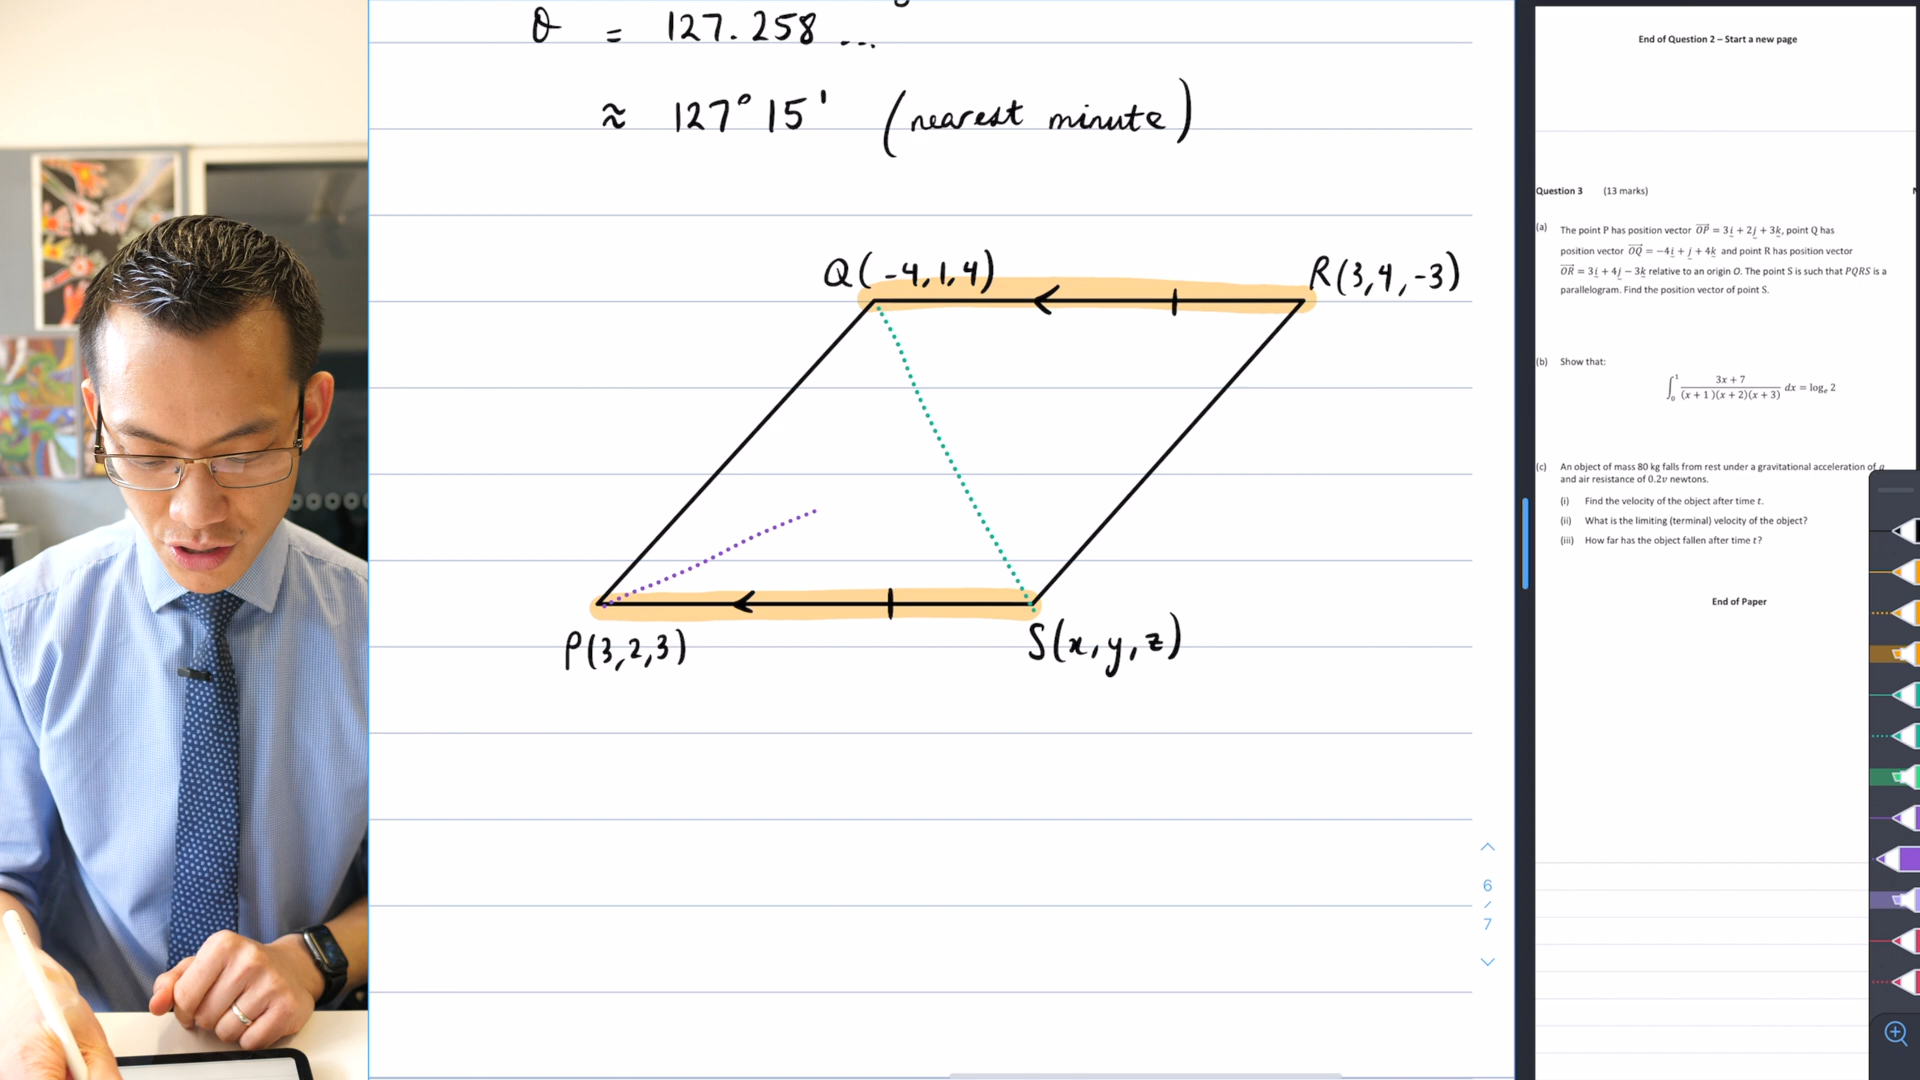 θ = 127.258 ...
≈ 127° 15' (nearest minute)
Q(-4,1,4)
R(3,4,-3)
P(3,2,3)
S(x,y,z)
6
/
7
End of Question 2 – Start a new page
Question 3 (13 marks)
(a) The point P has position vector OP = 3i + 2j + 3k, point Q has
position vector OQ = −4i + j + 4k and point R has position vector
OR = 3i + 4j − 3k relative to an origin O. The point S is such that PQRS is a
parallelogram. Find the position vector of point S.
(b) Show that:
∫₀¹ (3x + 7)/((x + 1)(x + 2)(x + 3)) dx = logₑ 2
(c) An object of mass 80 kg falls from rest under a gravitational acceleration of g
and air resistance of 0.2v newtons.
(i) Find the velocity of the object after time t.
(ii) What is the limiting (terminal) velocity of the object?
(iii) How far has the object fallen after time t?
End of Paper